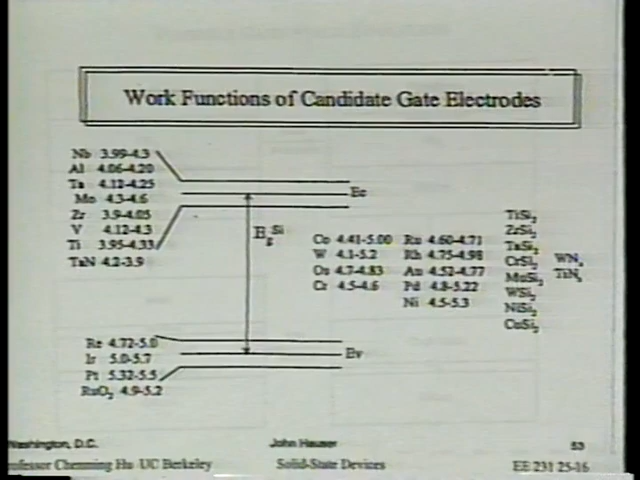 Work Functions of Candidate Gate Electrodes
Nb 3.99-4.3
Al 4.06-4.20
Ta 4.12-4.25
Mo 4.3-4.6
Zr 3.9-4.05
V 4.12-4.3
Ti 3.95-4.33
TaN 4.2-3.9
Ec
Eg Si
Co 4.41-5.00
W 4.1-5.2
Os 4.7-4.83
Cr 4.5-4.6
Ru 4.60-4.71
Rh 4.75-4.98
Au 4.52-4.77
Pd 4.8-5.22
Ni 4.5-5.3
TiSi2
ZrSi2
TaSi2
CrSi2
MoSi2
WSi2
NiSi2
CoSi2
WNx
TiNx
Re 4.72-5.0
Ir 5.0-5.7
Pt 5.32-5.5
RuO2 4.9-5.2
Ev
Washington, D.C.
John Hauser
53
Professor Chenming Hu UC Berkeley
Solid-State Devices
EE 231 25-16